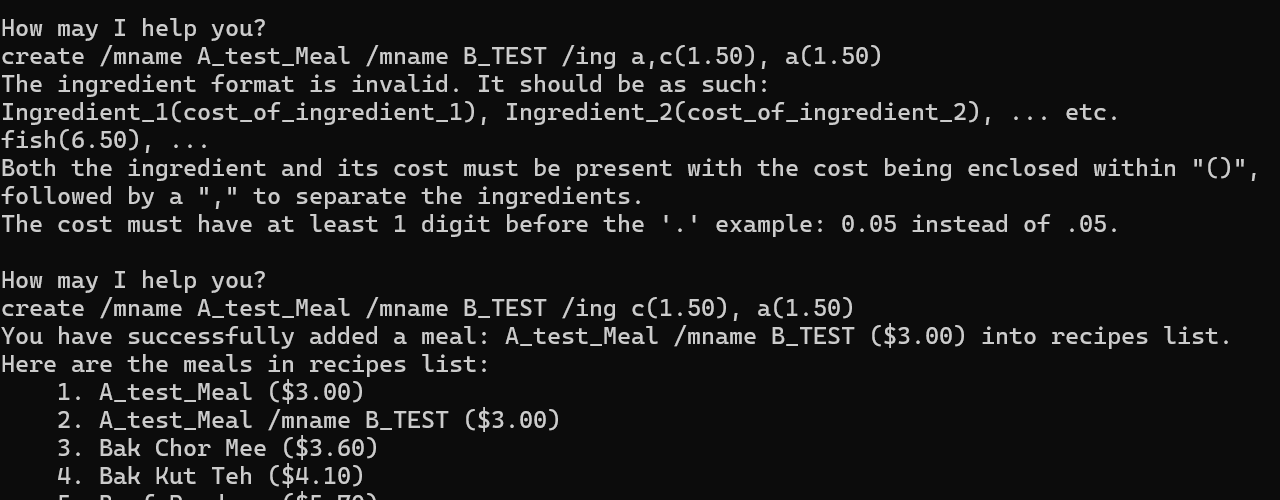 How may I help you?
create /mname A_test_Meal /mname B_TEST /ing a,c(1.50), a(1.50)
The ingredient format is invalid. It should be as such:
Ingredient_1(cost_of_ingredient_1), Ingredient_2(cost_of_ingredient_2), ... etc.
fish(6.50), ...
Both the ingredient and its cost must be present with the cost being enclosed within "()",
followed by a "," to separate the ingredients.
The cost must have at least 1 digit before the '.' example: 0.05 instead of .05.
How may I help you?
create /mname A_test_Meal /mname B_TEST /ing c(1.50), a(1.50)
You have successfully added a meal: A_test_Meal /mname B_TEST ($3.00) into recipes list.
Here are the meals in recipes list:
1. A_test_Meal ($3.00)
2. A_test_Meal /mname B_TEST ($3.00)
3. Bak Chor Mee ($3.60)
4. Bak Kut Teh ($4.10)